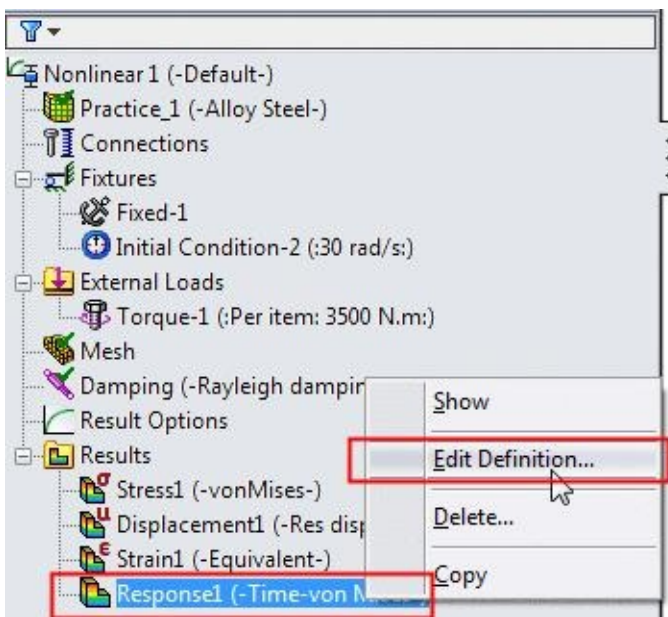 Nonlinear 1 (-Default-)
Practice_1 (-Alloy Steel-)
Connections
Fixtures
Fixed-1
Initial Condition-2 (:30 rad/s:)
External Loads
Torque-1 (:Per item: 3500 N.m:)
Mesh
Damping (-Rayleigh
Result Options
Results
Stress1 (-vonMises-)
Displacement1 (-Res
Strain1 (-Equivalent-)
Response1 (-Time-von
Show
Edit Definition...
Delete...
Copy